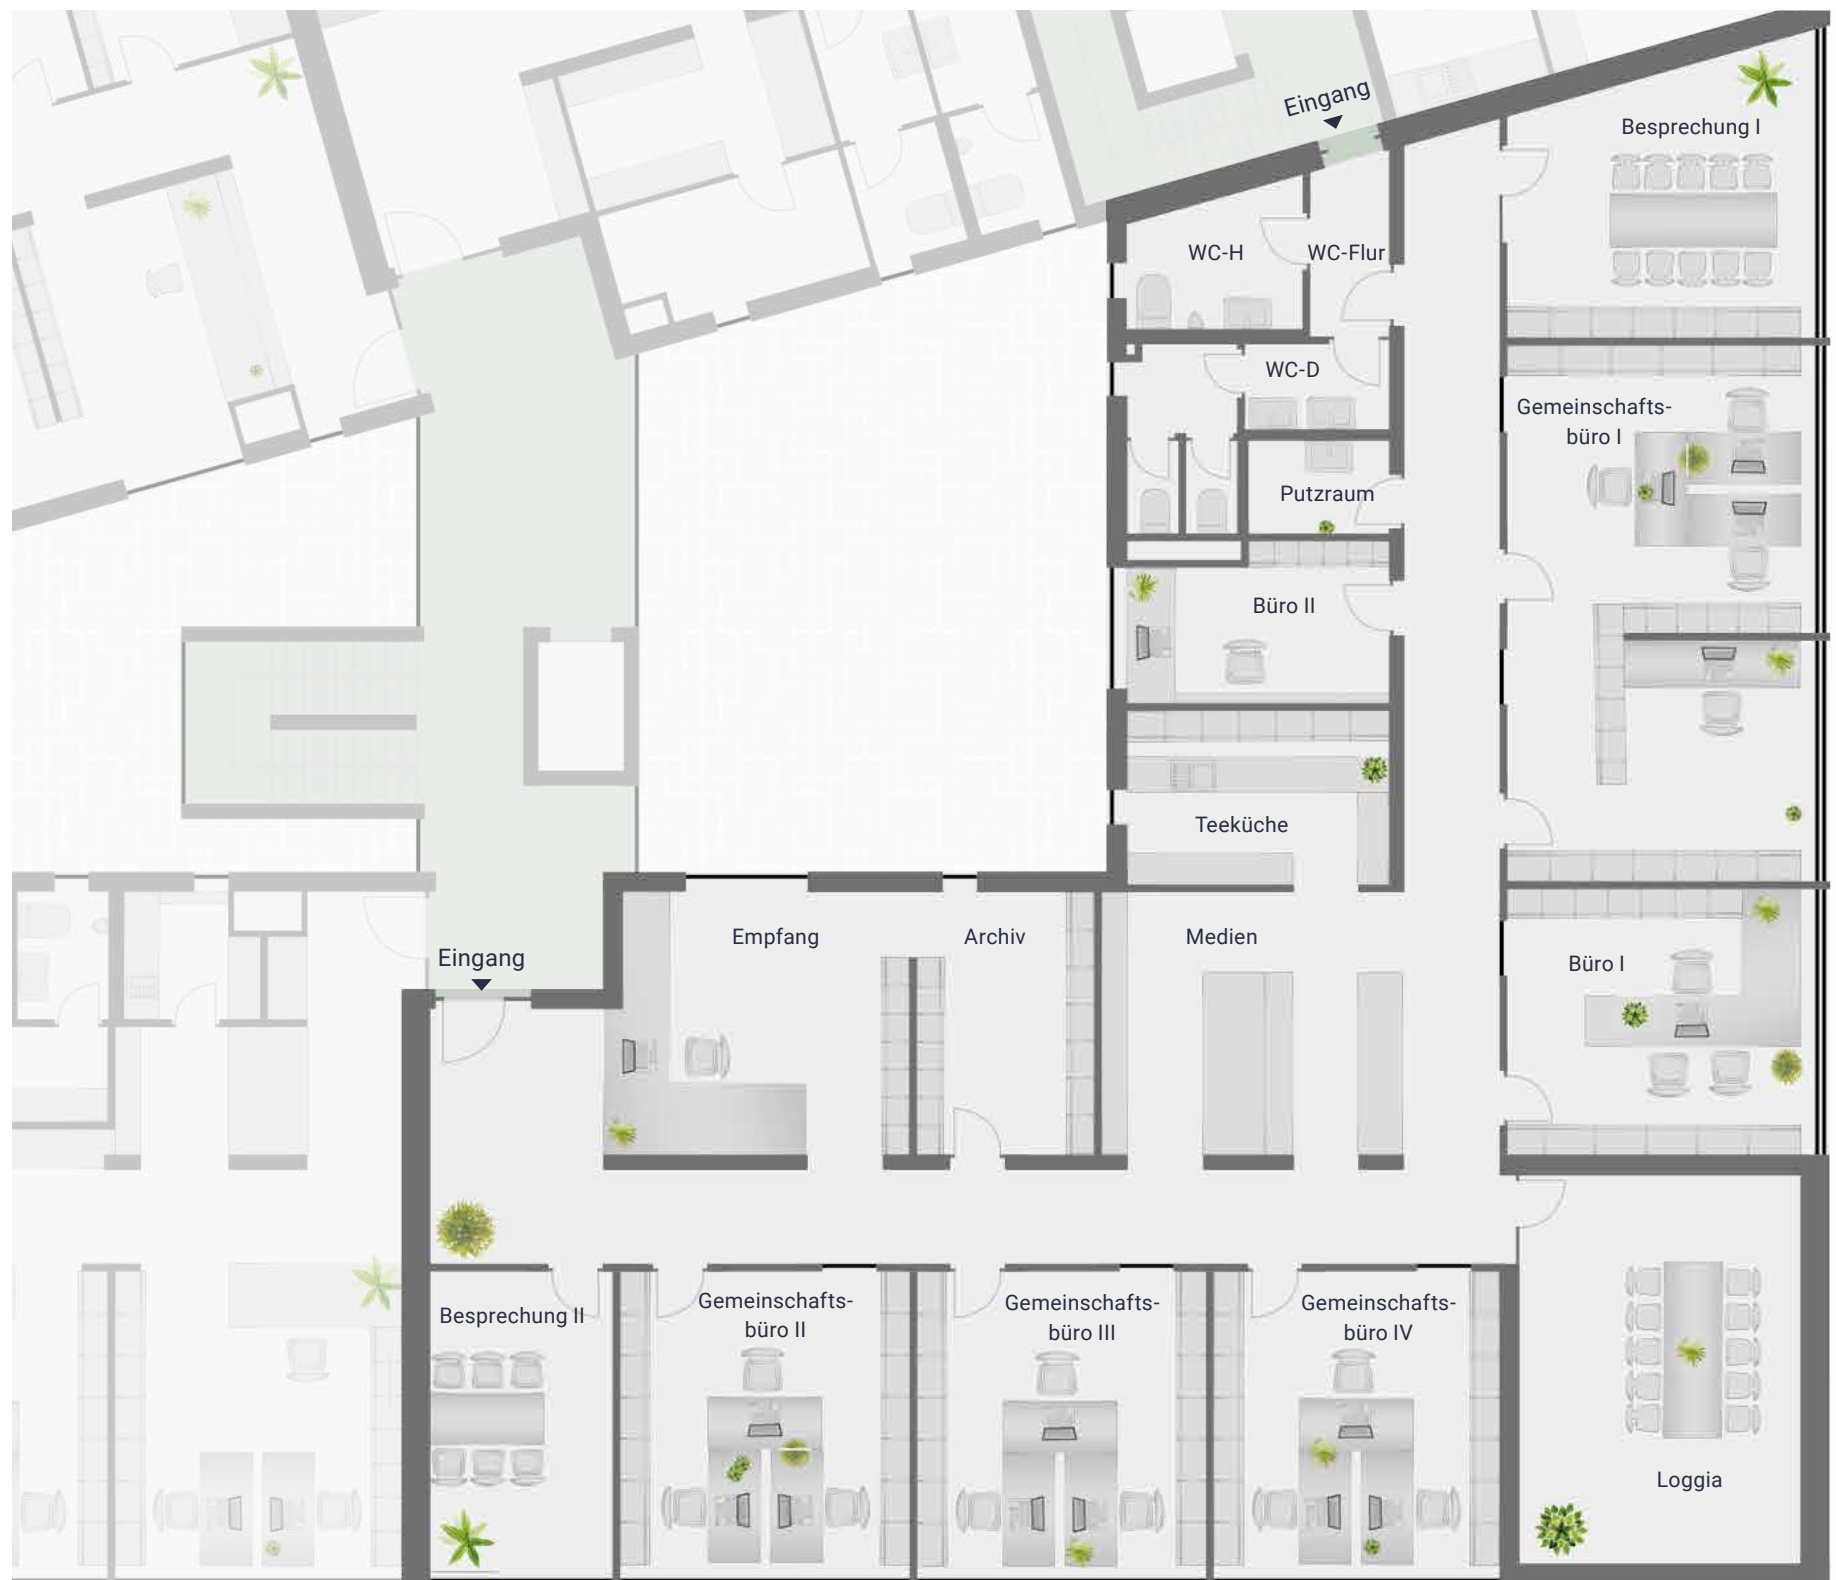 Eingang
Besprechung I
WC-H
WC-Flur
WC-D
Gemeinschafts-
büro I
Putzraum
Büro II
Teeküche
Empfang
Archiv
Medien
Eingang
Büro I
Besprechung II
Gemeinschafts-
büro II
Gemeinschafts-
büro III
Gemeinschafts-
büro IV
Loggia